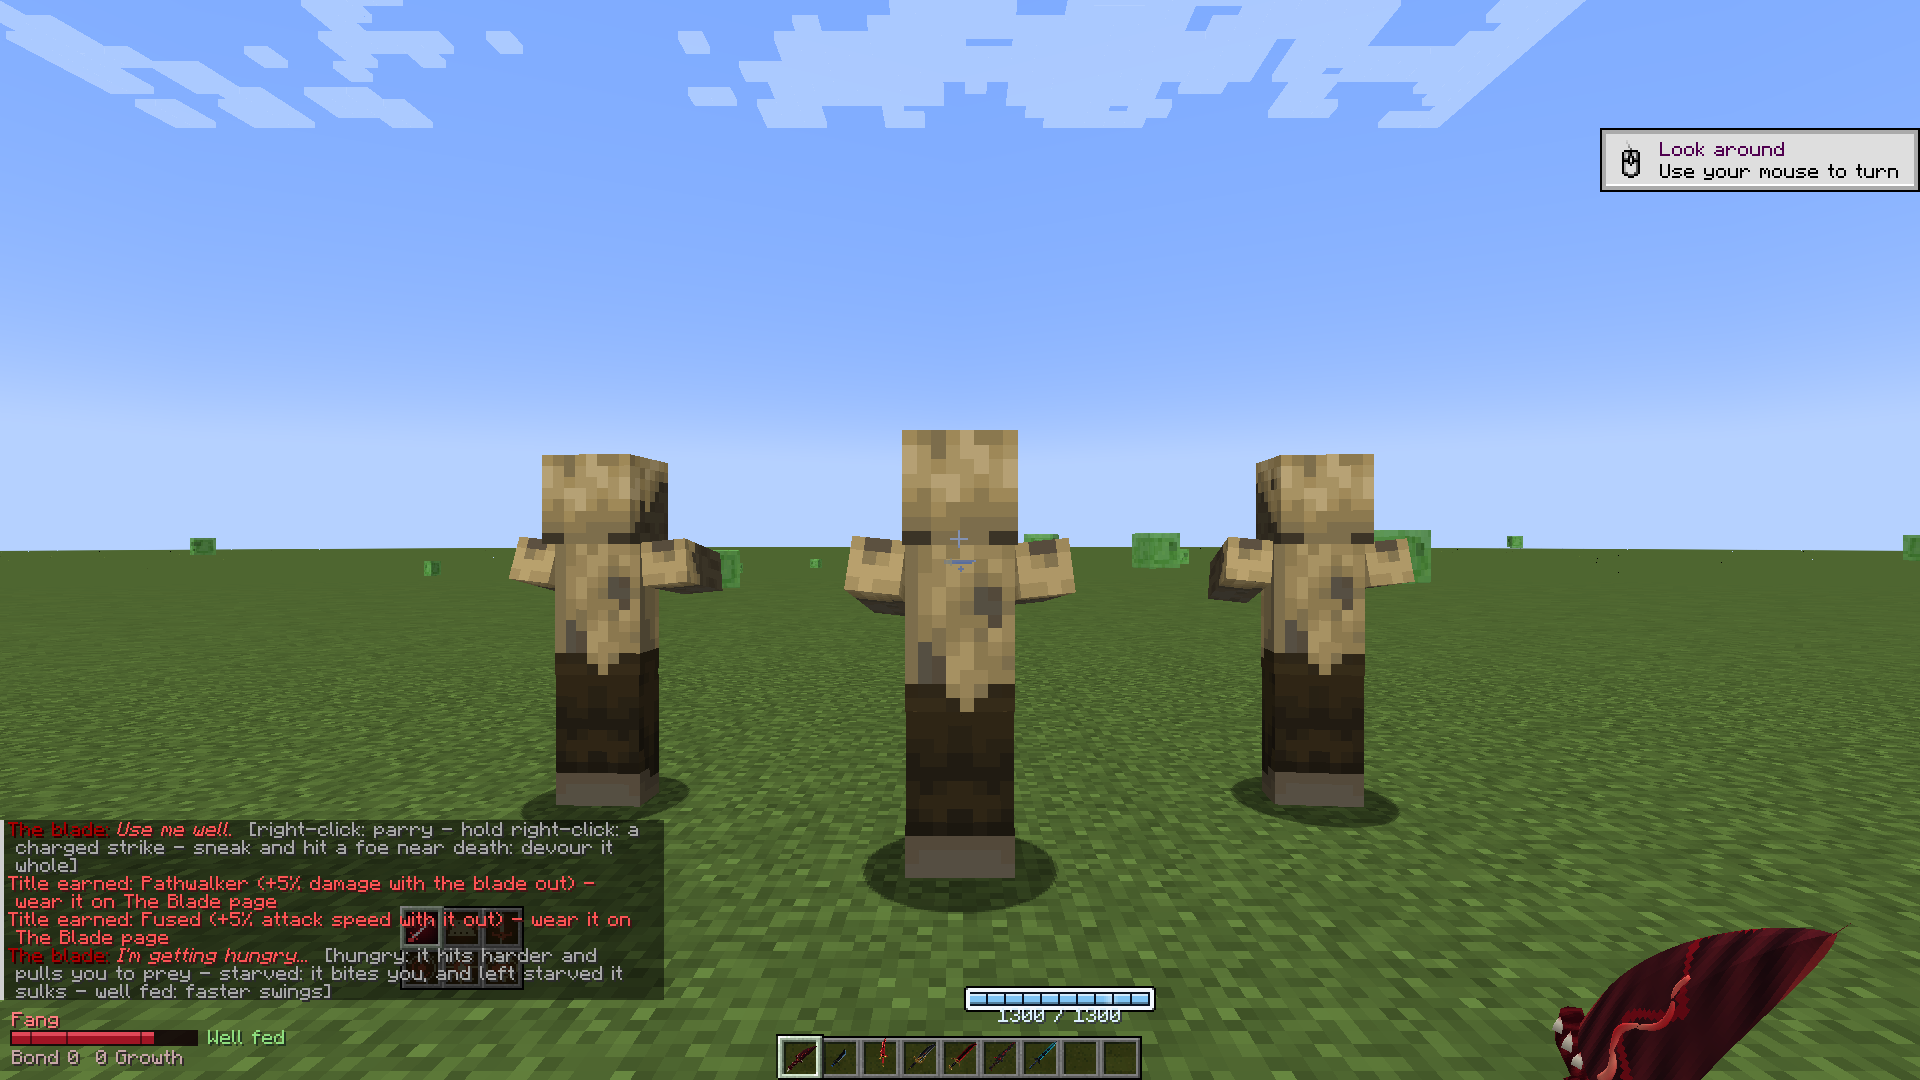 Look around
Use your mouse to turn
The blade: Use me well. [right-click: parry - hold right-click: a
charged strike - sneak and hit a foe near death: devour it
whole]
Title earned: Pathwalker (+5% damage with the blade out) -
wear it on The Blade page
Title earned: Fused (+5% attack speed with it out) - wear it on
The Blade page
The blade: I'm getting hungry... [hungry: it hits harder and
pulls you to prey - starved: it bites you, and left starved it
sulks - well fed: faster swings]
Fang
Well fed
Bond 0 0 Growth
1300 / 1300